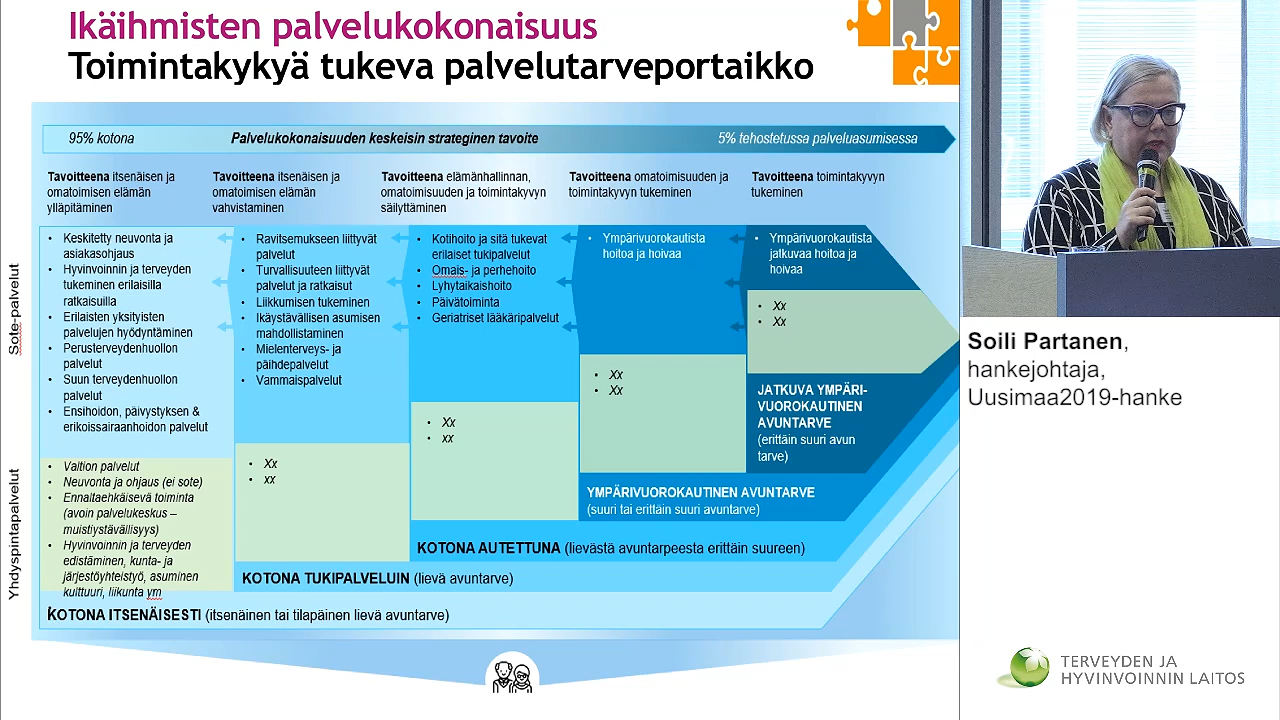 Ikäihmisten palvelukokonaisuus
Toimintakykyä tukeva palvelutarveportaikko
95% kotona
Palvelukokonaisuuden keskeisin strateginen tavoite
5% tuetussa palveluasumisessa
Tavoitteena itsenäisen ja
omatoimisen elämän
ylläpitäminen
Tavoitteena itsenäisen ja
omatoimisen elämän
vahvistaminen
Tavoitteena elämänhallinnan,
omatoimisuuden ja toimintakyvyn
säilyttäminen
Tavoitteena omatoimisuuden ja
toimintakyvyn tukeminen
Tavoitteena toimintakyvyn
tukeminen
Sote-palvelut
• Keskitetty neuvonta ja
asiakasohjaus
• Hyvinvoinnin ja terveyden
tukeminen erilaisilla
ratkaisuilla
• Erilaisten yksityisten
palvelujen hyödyntäminen
• Perusterveydenhuollon
palvelut
• Suun terveydenhuollon
palvelut
• Ensihoidon, päivystyksen &
erikoissairaanhoidon palvelut
• Ravitsemukseen liittyvät
palvelut
• Turvallisuuteen liittyvät
palvelut ja ratkaisut
• Liikkumisen tukeminen
• Ikäystävällisen asumisen
mahdollistaminen
• Mielenterveys- ja
päihdepalvelut
• Vammaispalvelut
• Kotihoito ja sitä tukevat
erilaiset tukipalvelut
• Omais- ja perhehoito
• Lyhytaikaishoito
• Päivätoiminta
• Geriatriset lääkäripalvelut
• Ympärivuorokautista
hoitoa ja hoivaa
• Ympärivuorokautista
jatkuvaa hoitoa ja
hoivaa
Yhdyspintapalvelut
• Valtion palvelut
• Neuvonta ja ohjaus (ei sote)
• Ennaltaehkäisevä toiminta
(avoin palvelukeskus –
muistiystävällisyys)
• Hyvinvoinnin ja terveyden
edistäminen, kunta- ja
järjestöyhteistyö, asuminen
kulttuuri, liikunta ym
• Xx
• xx
• Xx
• xx
• Xx
• Xx
• Xx
• Xx
JATKUVA YMPÄRI-
VUOROKAUTINEN
AVUNTARVE
(erittäin suuri avun
tarve)
YMPÄRIVUOROKAUTINEN AVUNTARVE
(suuri tai erittäin suuri avuntarve)
KOTONA AUTETTUNA (lievästä avuntarpeesta erittäin suureen)
KOTONA TUKIPALVELUIN (lievä avuntarve)
KOTONA ITSENÄISESTI (itsenäinen tai tilapäinen lievä avuntarve)
Soili Partanen,
hankejohtaja,
Uusimaa2019-hanke
TERVEYDEN JA
HYVINVOINNIN LAITOS